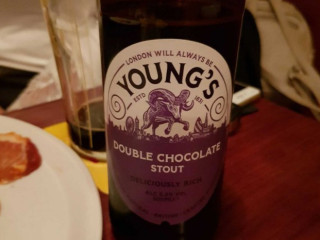 LONDON WILL ALWAYS BE
YOUNG'S
ESTD 1831
DOUBLE CHOCOLATE
STOUT
DELICIOUSLY RICH